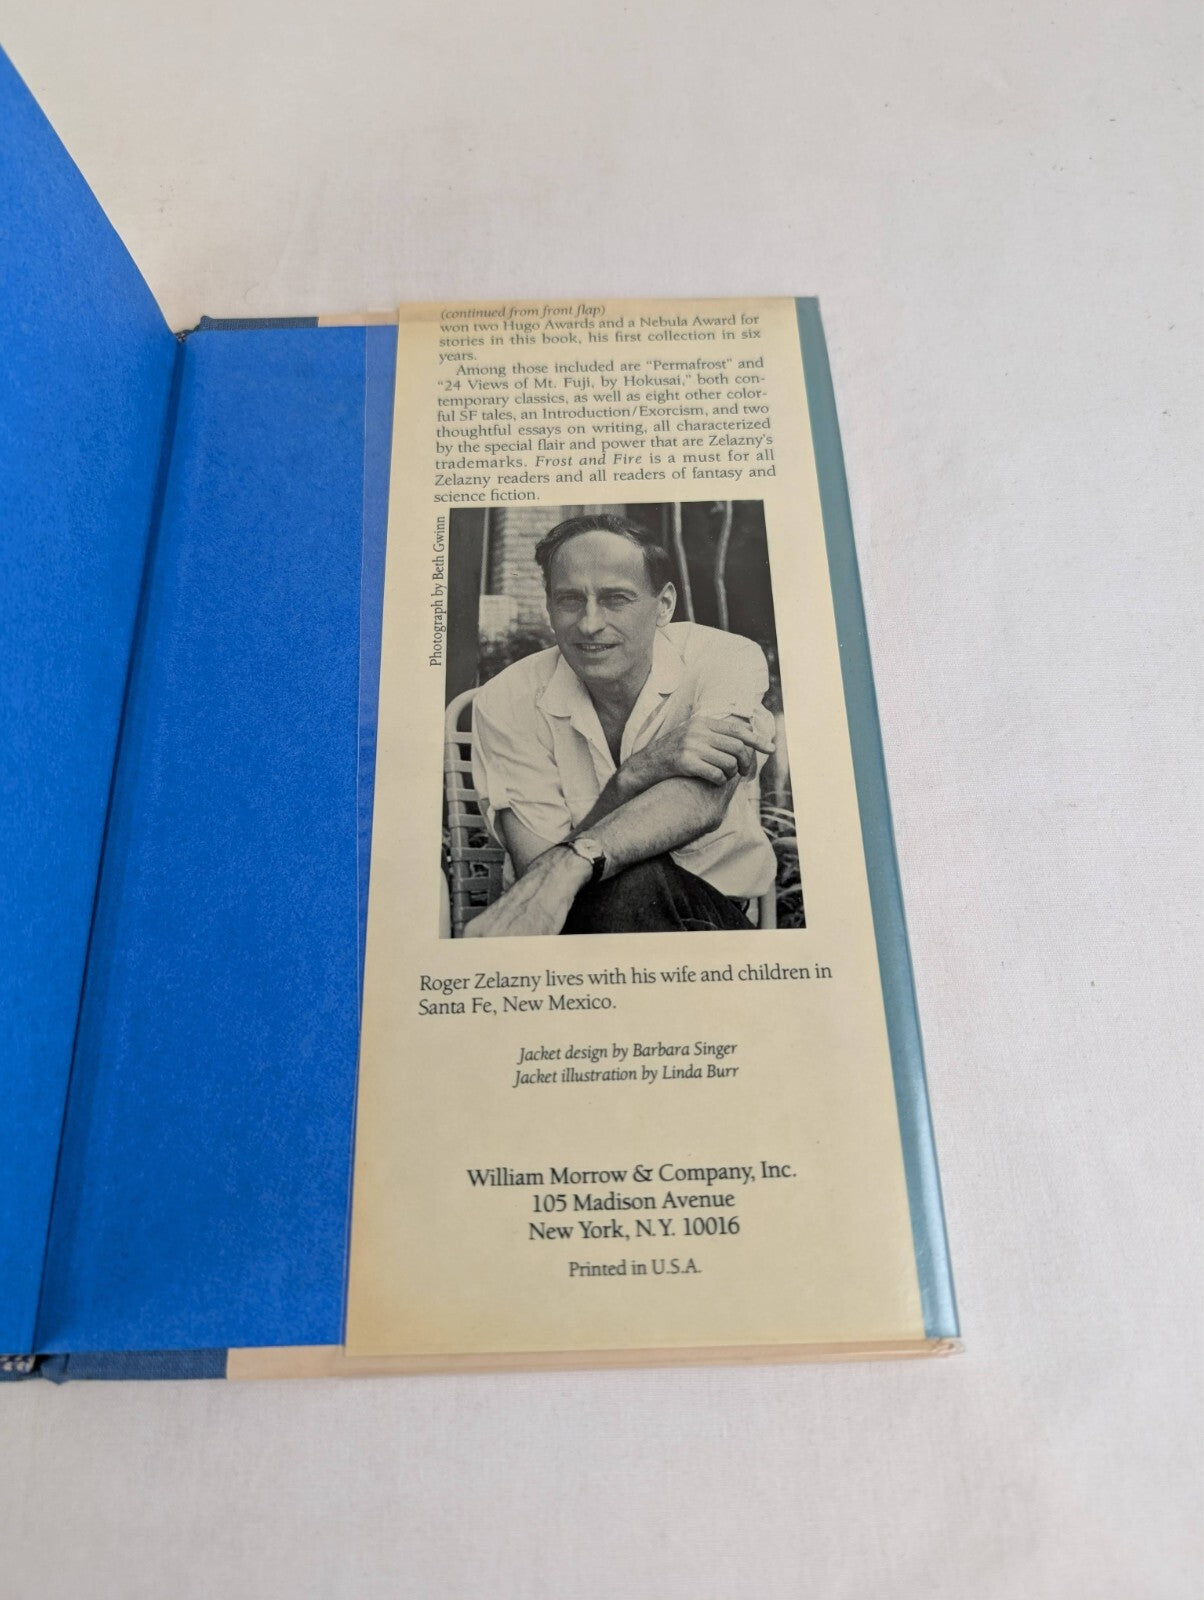 (continued from front flap)
won two Hugo Awards and a Nebula Award for
stories in this book, his first collection in six
years.
Among those included are “Permafrost” and
“24 Views of Mt. Fuji, by Hokusai,” both con-
temporary classics, as well as eight other color-
ful SF tales, an Introduction/Exorcism, and two
thoughtful essays on writing, all characterized
by the special flair and power that are Zelazny's
trademarks. Frost and Fire is a must for all
Zelazny readers and all readers of fantasy and
science fiction.
Photograph by Beth Gwinn
Roger Zelazny lives with his wife and children in
Santa Fe, New Mexico.
Jacket design by Barbara Singer
Jacket illustration by Linda Burr
William Morrow & Company, Inc.
105 Madison Avenue
New York, N.Y. 10016
Printed in U.S.A.